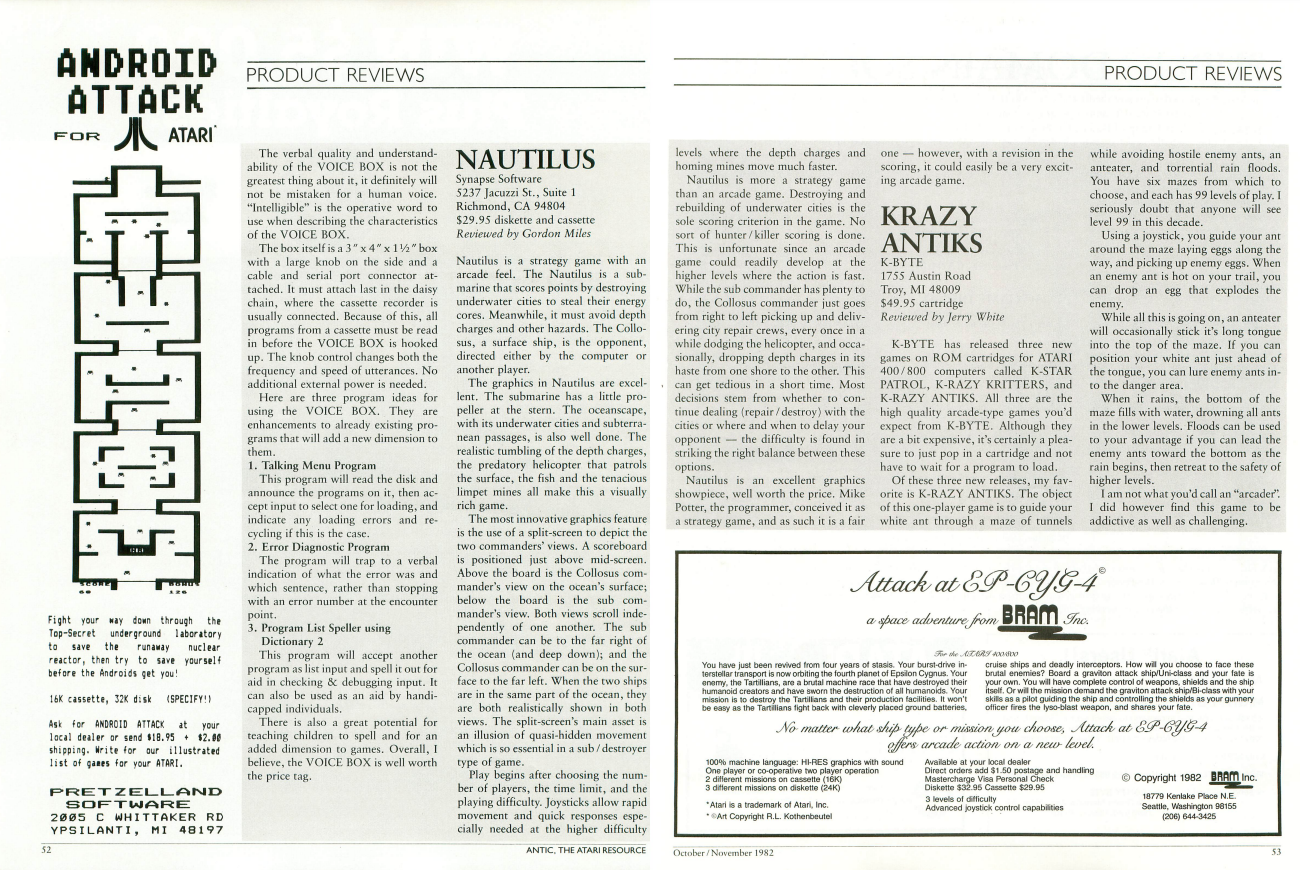 ANDROID
ATTACK
FOR ATARI
SCORE BONUS
60 126
Fight your way down through the
Top-Secret underground laboratory
to save the runaway nuclear
reactor, then try to save yourself
before the Androids get you!
16K cassette, 32K disk (SPECIFY!)
Ask for ANDROID ATTACK at your
local dealer or send $18.95 + $2.00
shipping. Write for our illustrated
list of games for your ATARI.
PRETZELLAND
SOFTWARE
2005 C WHITTAKER RD
YPSILANTI, MI 48197
52
PRODUCT REVIEWS
The verbal quality and understand-
ability of the VOICE BOX is not the
greatest thing about it, it definitely will
not be mistaken for a human voice.
“Intelligible” is the operative word to
use when describing the characteristics
of the VOICE BOX.
The box itself is a 3″ x 4″ x 1½″ box
with a large knob on the side and a
cable and serial port connector at-
tached. It must attach last in the daisy
chain, where the cassette recorder is
usually connected. Because of this, all
programs from a cassette must be read
in before the VOICE BOX is hooked
up. The knob control changes both the
frequency and speed of utterances. No
additional external power is needed.
Here are three program ideas for
using the VOICE BOX. They are
enhancements to already existing pro-
grams that will add a new dimension to
them.
1. Talking Menu Program
This program will read the disk and
announce the programs on it, then ac-
cept input to select one for loading, and
indicate any loading errors and re-
cycling if this is the case.
2. Error Diagnostic Program
The program will trap to a verbal
indication of what the error was and
which sentence, rather than stopping
with an error number at the encounter
point.
3. Program List Speller using
Dictionary 2
This program will accept another
program as list input and spell it out for
aid in checking & debugging input. It
can also be used as an aid by handi-
capped individuals.
There is also a great potential for
teaching children to spell and for an
added dimension to games. Overall, I
believe, the VOICE BOX is well worth
the price tag.
NAUTILUS
Synapse Software
5237 Jacuzzi St., Suite 1
Richmond, CA 94804
$29.95 diskette and cassette
Reviewed by Gordon Miles
Nautilus is a strategy game with an
arcade feel. The Nautilus is a sub-
marine that scores points by destroying
underwater cities to steal their energy
cores. Meanwhile, it must avoid depth
charges and other hazards. The Collo-
sus, a surface ship, is the opponent,
directed either by the computer or
another player.
The graphics in Nautilus are excel-
lent. The submarine has a little pro-
peller at the stern. The oceanscape,
with its underwater cities and subterra-
nean passages, is also well done. The
realistic tumbling of the depth charges,
the predatory helicopter that patrols
the surface, the fish and the tenacious
limpet mines all make this a visually
rich game.
The most innovative graphics feature
is the use of a split-screen to depict the
two commanders' views. A scoreboard
is positioned just above mid-screen.
Above the board is the Collosus com-
mander's view on the ocean's surface;
below the board is the sub com-
mander's view. Both views scroll inde-
pendently of one another. The sub
commander can be to the far right of
the ocean (and deep down); and the
Collosus commander can be on the sur-
face to the far left. When the two ships
are in the same part of the ocean, they
are both realistically shown in both
views. The split-screen's main asset is
an illusion of quasi-hidden movement
which is so essential in a sub / destroyer
type of game.
Play begins after choosing the num-
ber of players, the time limit, and the
playing difficulty. Joysticks allow rapid
movement and quick responses espe-
cially needed at the higher difficulty
ANTIC, THE ATARI RESOURCE
PRODUCT REVIEWS
levels where the depth charges and
homing mines move much faster.
Nautilus is more a strategy game
than an arcade game. Destroying and
rebuilding of underwater cities is the
sole scoring criterion in the game. No
sort of hunter / killer scoring is done.
This is unfortunate since an arcade
game could readily develop at the
higher levels where the action is fast.
While the sub commander has plenty to
do, the Collosus commander just goes
from right to left picking up and deliv-
ering city repair crews, every once in a
while dodging the helicopter, and occa-
sionally, dropping depth charges in its
haste from one shore to the other. This
can get tedious in a short time. Most
decisions stem from whether to con-
tinue dealing (repair / destroy) with the
cities or where and when to delay your
opponent — the difficulty is found in
striking the right balance between these
options.
Nautilus is an excellent graphics
showpiece, well worth the price. Mike
Potter, the programmer, conceived it as
a strategy game, and as such it is a fair
one — however, with a revision in the
scoring, it could easily be a very excit-
ing arcade game.
KRAZY
ANTIKS
K-BYTE
1755 Austin Road
Troy, MI 48009
$49.95 cartridge
Reviewed by Jerry White
K-BYTE has released three new
games on ROM cartridges for ATARI
400/800 computers called K-STAR
PATROL, K-RAZY KRITTERS, and
K-RAZY ANTIKS. All three are the
high quality arcade-type games you'd
expect from K-BYTE. Although they
are a bit expensive, it's certainly a plea-
sure to just pop in a cartridge and not
have to wait for a program to load.
Of these three new releases, my fav-
orite is K-RAZY ANTIKS. The object
of this one-player game is to guide your
white ant through a maze of tunnels
while avoiding hostile enemy ants, an
anteater, and torrential rain floods.
You have six mazes from which to
choose, and each has 99 levels of play. I
seriously doubt that anyone will see
level 99 in this decade.
Using a joystick, you guide your ant
around the maze laying eggs along the
way, and picking up enemy eggs. When
an enemy ant is hot on your trail, you
can drop an egg that explodes the
enemy.
While all this is going on, an anteater
will occasionally stick it's long tongue
into the top of the maze. If you can
position your white ant just ahead of
the tongue, you can lure enemy ants in-
to the danger area.
When it rains, the bottom of the
maze fills with water, drowning all ants
in the lower levels. Floods can be used
to your advantage if you can lead the
enemy ants toward the bottom as the
rain begins, then retreat to the safety of
higher levels.
I am not what you'd call an “arcader”.
I did however find this game to be
addictive as well as challenging.
Attack at EP-CYG-4©
a space adventure from BRAM Inc.
For the ATARI 400/800
You have just been revived from four years of stasis. Your burst-drive in-
terstellar transport is now orbiting the fourth planet of Epsilon Cygnus. Your
enemy, the Tartillians, are a brutal machine race that have destroyed their
humanoid creators and have sworn the destruction of all humanoids. Your
mission is to destroy the Tartillians and their production facilities. It won't
be easy as the Tartillians fight back with cleverly placed ground batteries,
cruise ships and deadly interceptors. How will you choose to face these
brutal enemies? Board a graviton attack ship/Uni-class and your fate is
your own. You will have complete control of weapons, shields and the ship
itself. Or will the mission demand the graviton attack ship/Bi-class with your
skills as a pilot guiding the ship and controlling the shields as your gunnery
officer fires the lyso-blast weapon, and shares your fate.
No matter what ship type or mission you choose, Attack at EP-CYG-4
offers arcade action on a new level.
100% machine language: HI-RES graphics with sound
One player or co-operative two player operation
2 different missions on cassette (16K)
3 different missions on diskette (24K)
*Atari is a trademark of Atari, Inc.
* ©Art Copyright R.L. Kothenbeutel
Available at your local dealer
Direct orders add $1.50 postage and handling
Mastercharge Visa Personal Check
Diskette $32.95 Cassette $29.95
3 levels of difficulty
Advanced joystick control capabilities
© Copyright 1982 BRAM Inc.
18779 Kenlake Place N.E.
Seattle, Washington 98155
(206) 644-3425
October / November 1982
53